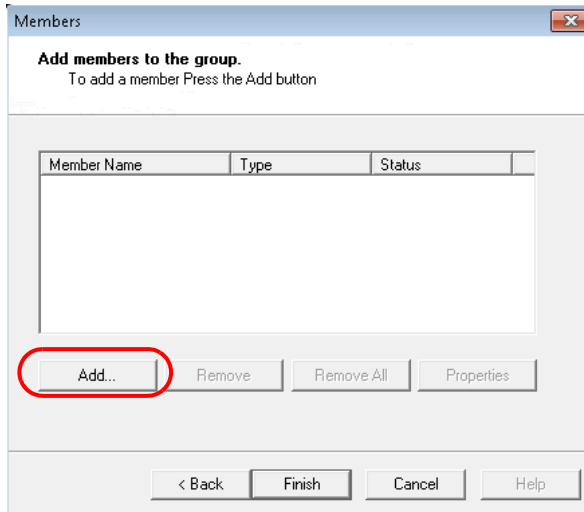 Members
Add members to the group.
To add a member Press the Add button
Member Name Type Status
Add... Remove Remove All Properties
< Back Finish Cancel Help